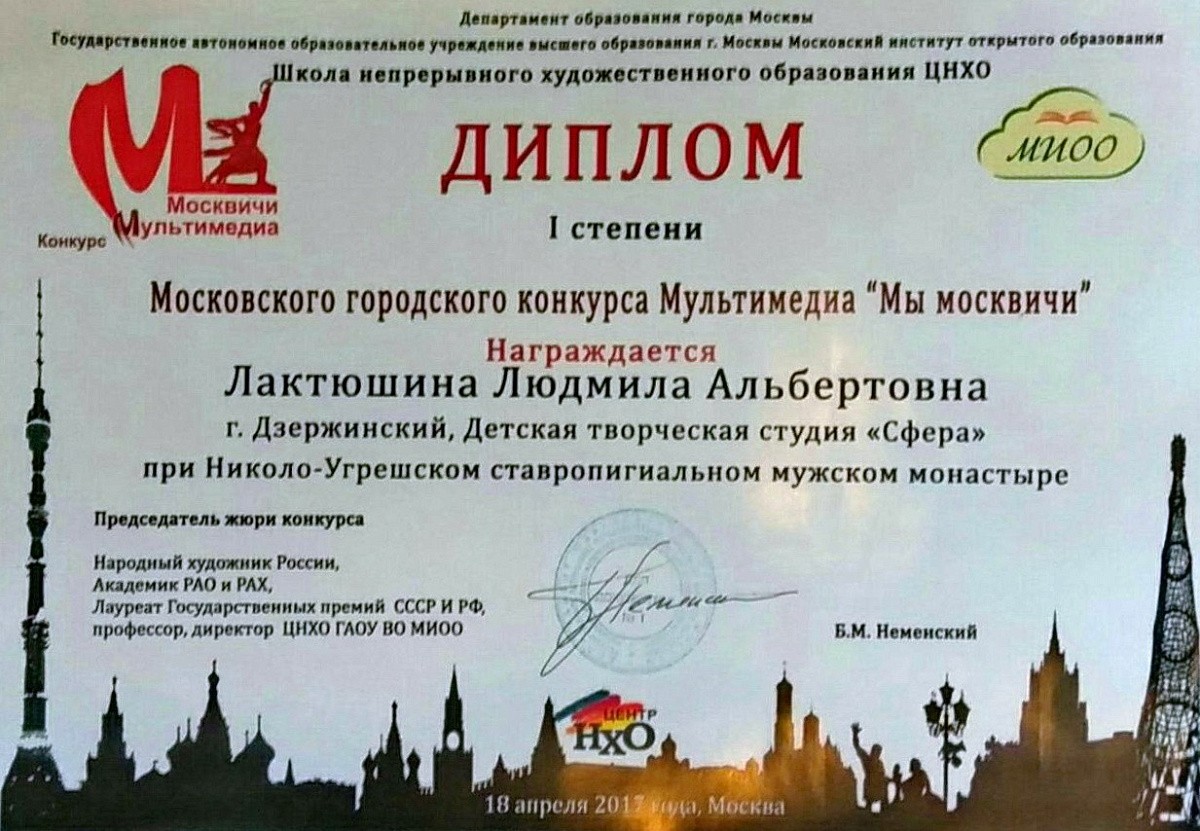 Департамент образования города Москвы
Государственное автономное образовательное учреждение высшего образования г. Москвы Московский институт открытого образования
Школа непрерывного художественного образования ЦНХО
М
Москвичи
Мультимедиа
Конкурс
МИОО
ДИПЛОМ
I степени
Московского городского конкурса Мультимедиа “Мы москвичи”
Награждается
Лактюшина Людмила Альбертовна
г. Дзержинский, Детская творческая студия «Сфера»
при Николо-Угрешском ставропигиальном мужском монастыре
Председатель жюри конкурса
Народный художник России,
Академик РАО и РАХ,
Лауреат Государственных премий СССР И РФ,
профессор, директор ЦНХО ГАОУ ВО МИОО
Б.М. Неменский
ЦЕНТР
НХО
18 апреля 2017 года, Москва